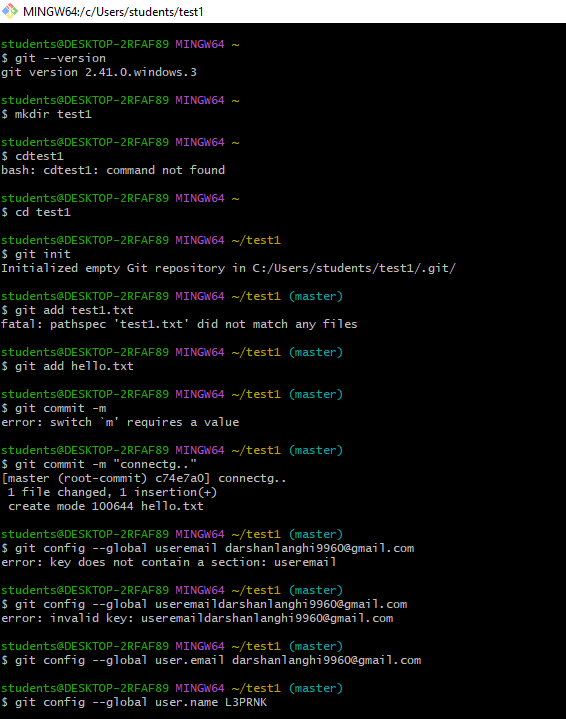 MINGW64:/c/Users/students/test1
students@DESKTOP-2RFAF89 MINGW64 ~
$ git --version
git version 2.41.0.windows.3
students@DESKTOP-2RFAF89 MINGW64 ~
$ mkdir test1
students@DESKTOP-2RFAF89 MINGW64 ~
$ cdtest1
bash: cdtest1: command not found
students@DESKTOP-2RFAF89 MINGW64 ~
$ cd test1
students@DESKTOP-2RFAF89 MINGW64 ~/test1
$ git init
Initialized empty Git repository in C:/Users/students/test1/.git/
students@DESKTOP-2RFAF89 MINGW64 ~/test1 (master)
$ git add test1.txt
fatal: pathspec 'test1.txt' did not match any files
students@DESKTOP-2RFAF89 MINGW64 ~/test1 (master)
$ git add hello.txt
students@DESKTOP-2RFAF89 MINGW64 ~/test1 (master)
$ git commit -m
error: switch `m' requires a value
students@DESKTOP-2RFAF89 MINGW64 ~/test1 (master)
$ git commit -m "connectg.."
[master (root-commit) c74e7a0] connectg..
1 file changed, 1 insertion(+)
create mode 100644 hello.txt
students@DESKTOP-2RFAF89 MINGW64 ~/test1 (master)
$ git config --global useremail darshanlanghi9960@gmail.com
error: key does not contain a section: useremail
students@DESKTOP-2RFAF89 MINGW64 ~/test1 (master)
$ git config --global useremaildarshanlanghi9960@gmail.com
error: invalid key: useremaildarshanlanghi9960@gmail.com
students@DESKTOP-2RFAF89 MINGW64 ~/test1 (master)
$ git config --global user.email darshanlanghi9960@gmail.com
students@DESKTOP-2RFAF89 MINGW64 ~/test1 (master)
$ git config --global user.name L3PRNK